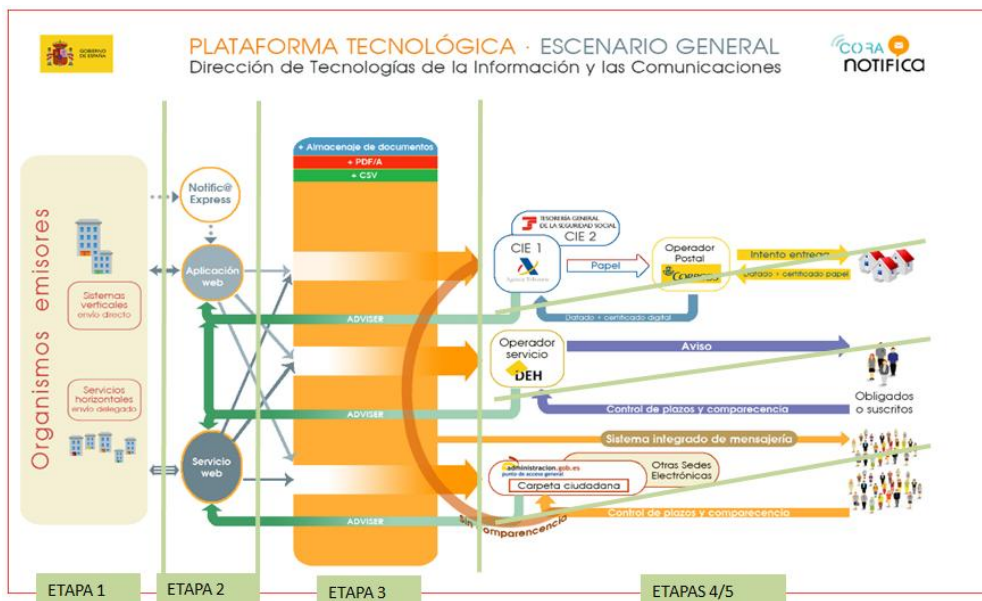 GOBIERNO
DE ESPAÑA
PLATAFORMA TECNOLÓGICA · ESCENARIO GENERAL
Dirección de Tecnologías de la Información y las Comunicaciones
CORA
NOTIFICA
Organismos emisores
Sistemas
verticales
envío directo
Servicios
horizontales
envío delegado
Notific@
Express
Aplicación
web
Servicio
web
+ Almacenaje de documentos
+ PDF/A
+ CSV
ADVISER
ADVISER
ADVISER
TESORERÍA GENERAL
DE LA SEGURIDAD SOCIAL
CIE 2
CIE 1
Agencia Tributaria
Papel
Operador
Postal
CORREOS
Intento entrega
Datado + certificado papel
Datado + certificado digital
Operador
servicio
DEH
Aviso
Control de plazos y comparecencia
Obligados
o suscritos
Sistema integrado de mensajería
administracion.gob.es
punto de acceso general
Carpeta ciudadana
Otras Sedes
Electrónicas
Control de plazos y comparecencia
Sin comparencencia
ETAPA 1
ETAPA 2
ETAPA 3
ETAPAS 4/5